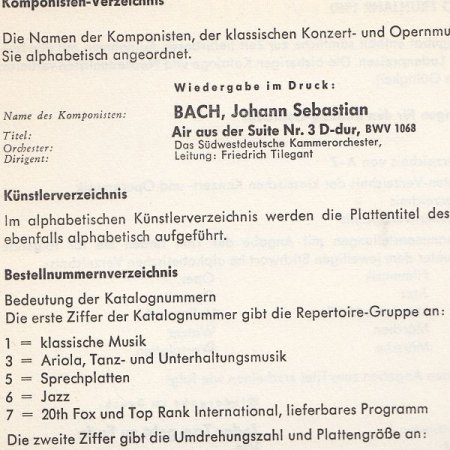 Komponisten-Verzeichnis
Die Namen der Komponisten, der klassischen Konzert- und Opernmu
Sie alphabetisch angeordnet.
Wiedergabe im Druck:
Name des Komponisten: BACH, Johann Sebastian
Titel: Air aus der Suite Nr. 3 D-dur, BWV 1068
Orchester: Das Südwestdeutsche Kammerorchester,
Dirigent: Leitung: Friedrich Tilegant
Künstlerverzeichnis
Im alphabetischen Künstlerverzeichnis werden die Plattentitel des
ebenfalls alphabetisch aufgeführt.
Bestellnummernverzeichnis
Bedeutung der Katalognummern
Die erste Ziffer der Katalognummer gibt die Repertoire-Gruppe an:
1 = klassische Musik
3 = Ariola, Tanz- und Unterhaltungsmusik
5 = Sprechplatten
6 = Jazz
7 = 20th Fox und Top Rank International, lieferbares Programm
Die zweite Ziffer gibt die Umdrehungszahl und Plattengröße an: